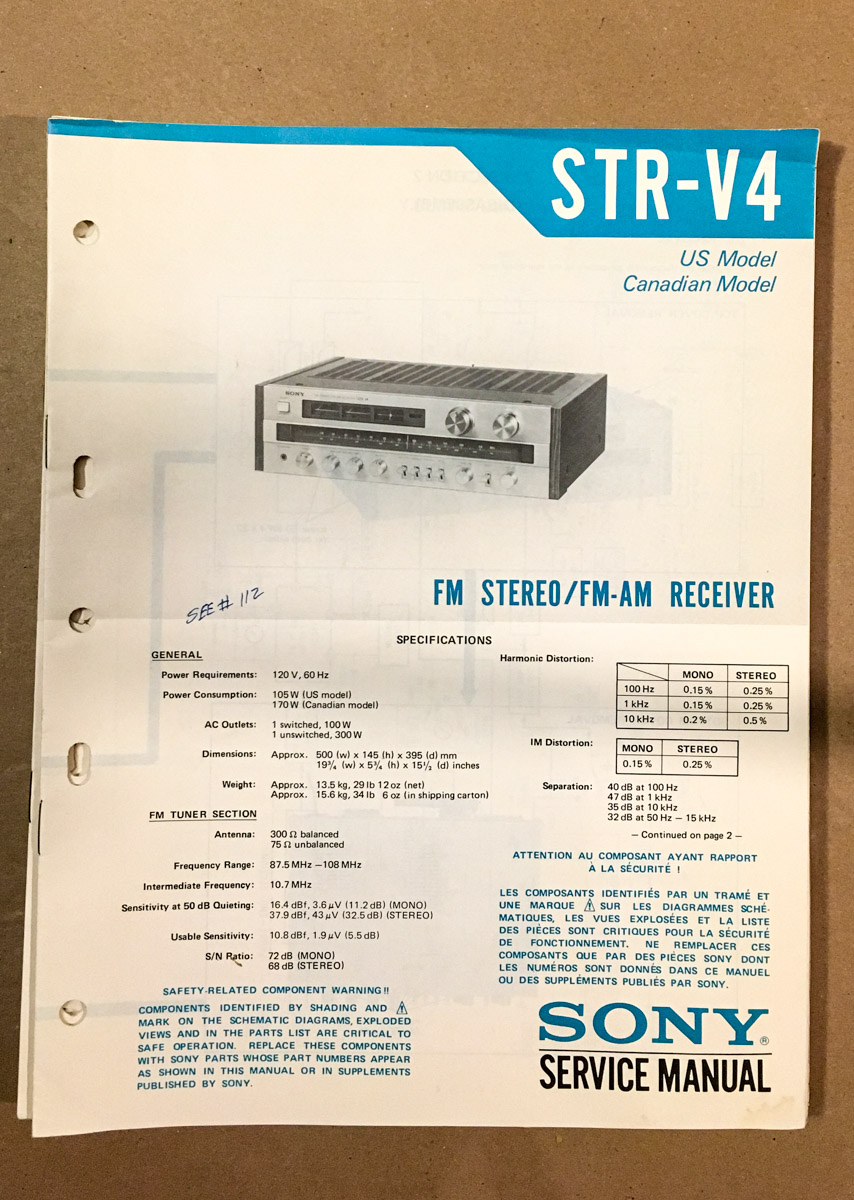 STR-V4
US Model
Canadian Model
SONY
FM STEREO/FM-AM RECEIVER
SEE # 112
SPECIFICATIONS
GENERAL
Power Requirements: 120 V, 60 Hz
Power Consumption: 105 W (US model)
170 W (Canadian model)
AC Outlets: 1 switched, 100 W
1 unswitched, 300 W
Dimensions: Approx. 500 (w) x 145 (h) x 395 (d) mm
19¾ (w) x 5¾ (h) x 15½ (d) inches
Weight: Approx. 13.5 kg, 29 lb 12 oz (net)
Approx. 15.6 kg, 34 lb 6 oz (in shipping carton)
FM TUNER SECTION
Antenna: 300 Ω balanced
75 Ω unbalanced
Frequency Range: 87.5 MHz – 108 MHz
Intermediate Frequency: 10.7 MHz
Sensitivity at 50 dB Quieting: 16.4 dBf, 3.6 μV (11.2 dB) (MONO)
37.9 dBf, 43 μV (32.5 dB) (STEREO)
Usable Sensitivity: 10.8 dBf, 1.9 μV (5.5 dB)
S/N Ratio: 72 dB (MONO)
68 dB (STEREO)
SAFETY-RELATED COMPONENT WARNING!!
COMPONENTS IDENTIFIED BY SHADING AND ⚠
MARK ON THE SCHEMATIC DIAGRAMS, EXPLODED
VIEWS AND IN THE PARTS LIST ARE CRITICAL TO
SAFE OPERATION. REPLACE THESE COMPONENTS
WITH SONY PARTS WHOSE PART NUMBERS APPEAR
AS SHOWN IN THIS MANUAL OR IN SUPPLEMENTS
PUBLISHED BY SONY.
Harmonic Distortion:
MONO STEREO
100 Hz 0.15 % 0.25 %
1 kHz 0.15 % 0.25 %
10 kHz 0.2 % 0.5 %
IM Distortion:
MONO STEREO
0.15 % 0.25 %
Separation: 40 dB at 100 Hz
47 dB at 1 kHz
35 dB at 10 kHz
32 dB at 50 Hz – 15 kHz
– Continued on page 2 –
ATTENTION AU COMPOSANT AYANT RAPPORT
À LA SÉCURITÉ !
LES COMPOSANTS IDENTIFIÉS PAR UN TRAMÉ ET
UNE MARQUE ⚠ SUR LES DIAGRAMMES SCHÉ-
MATIQUES, LES VUES EXPLOSÉES ET LA LISTE
DES PIÈCES SONT CRITIQUES POUR LA SÉCURITÉ
DE FONCTIONNEMENT. NE REMPLACER CES
COMPOSANTS QUE PAR DES PIÈCES SONY DONT
LES NUMÉROS SONT DONNÉS DANS CE MANUEL
OU DES SUPPLÉMENTS PUBLIÉS PAR SONY.
SONY®
SERVICE MANUAL